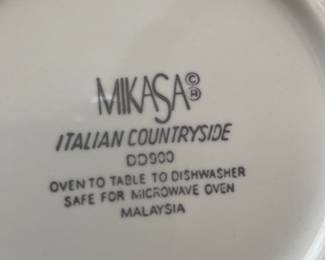 MIKASA©®
ITALIAN COUNTRYSIDE
DD900
OVEN TO TABLE TO DISHWASHER
SAFE FOR MICROWAVE OVEN
MALAYSIA